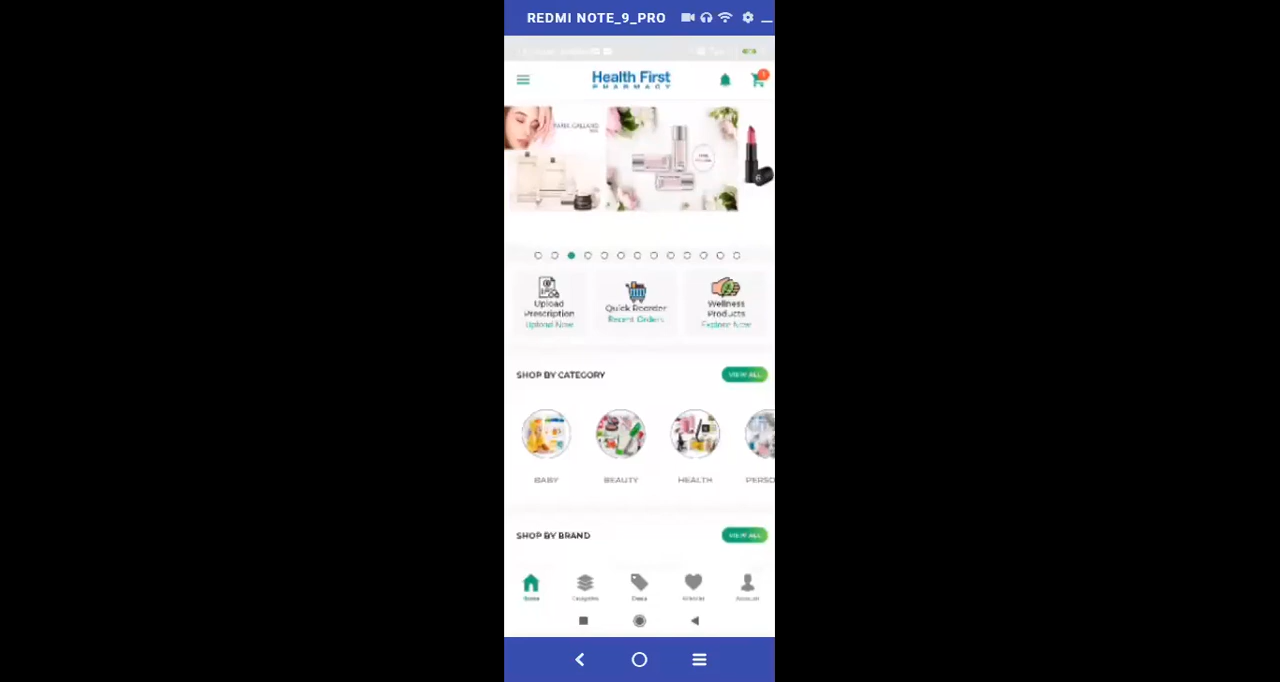 REDMI NOTE_9_PRO
Health First
PHARMACY
1
Upload
Prescription
Upload Now
Quick Reorder
Recent Orders
Wellness
Products
Explore Now
SHOP BY CATEGORY
VIEW ALL
BABY
BEAUTY
HEALTH
PERSO
SHOP BY BRAND
VIEW ALL
Home
Account